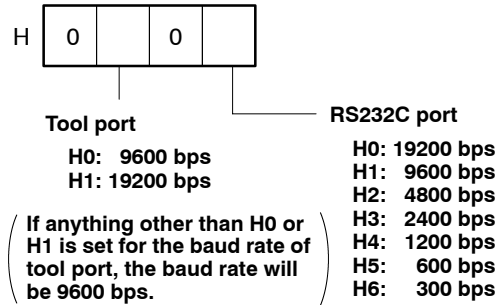 H 0 0
Tool port
H0: 9600 bps
H1: 19200 bps
If anything other than H0 or
H1 is set for the baud rate of
tool port, the baud rate will
be 9600 bps.
RS232C port
H0: 19200 bps
H1: 9600 bps
H2: 4800 bps
H3: 2400 bps
H4: 1200 bps
H5: 600 bps
H6: 300 bps